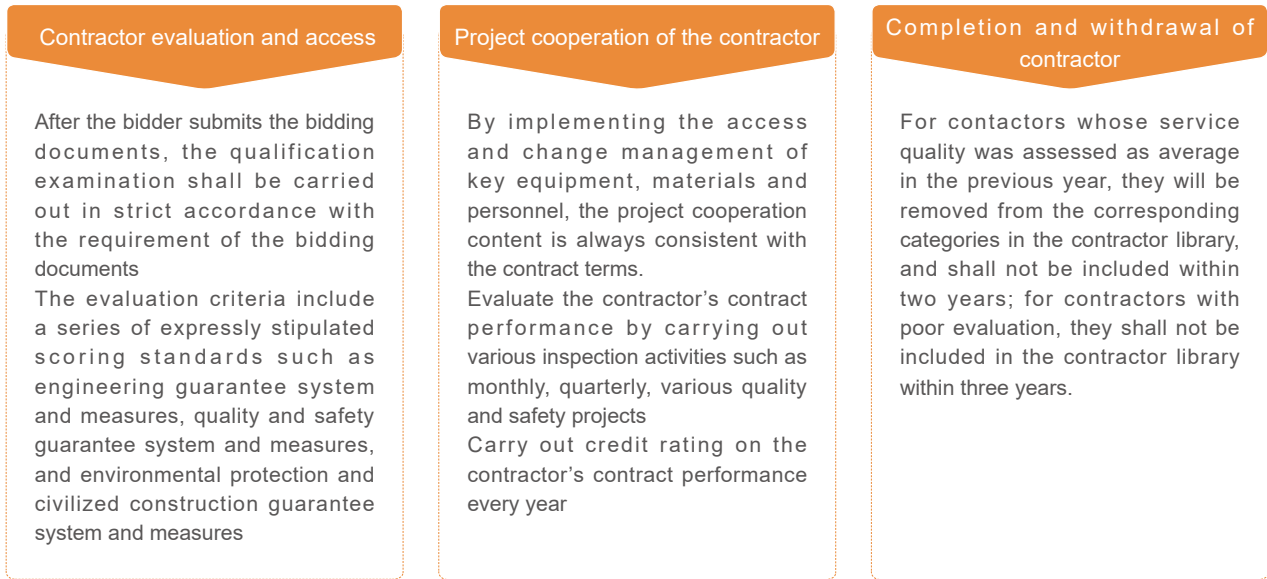 Contractor evaluation and access
After the bidder submits the bidding
documents, the qualification
examination shall be carried
out in strict accordance with
the requirement of the bidding
documents
The evaluation criteria include
a series of expressly stipulated
scoring standards such as
engineering guarantee system
and measures, quality and safety
guarantee system and measures,
and environmental protection and
civilized construction guarantee
system and measures
Project cooperation of the contractor
By implementing the access
and change management of
key equipment, materials and
personnel, the project cooperation
content is always consistent with
the contract terms.
Evaluate the contractor's contract
performance by carrying out
various inspection activities such as
monthly, quarterly, various quality
and safety projects
Carry out credit rating on the
contractor's contract performance
every year
Completion and withdrawal of
contractor
For contactors whose service
quality was assessed as average
in the previous year, they will be
removed from the corresponding
categories in the contractor library,
and shall not be included within
two years; for contractors with
poor evaluation, they shall not be
included in the contractor library
within three years.